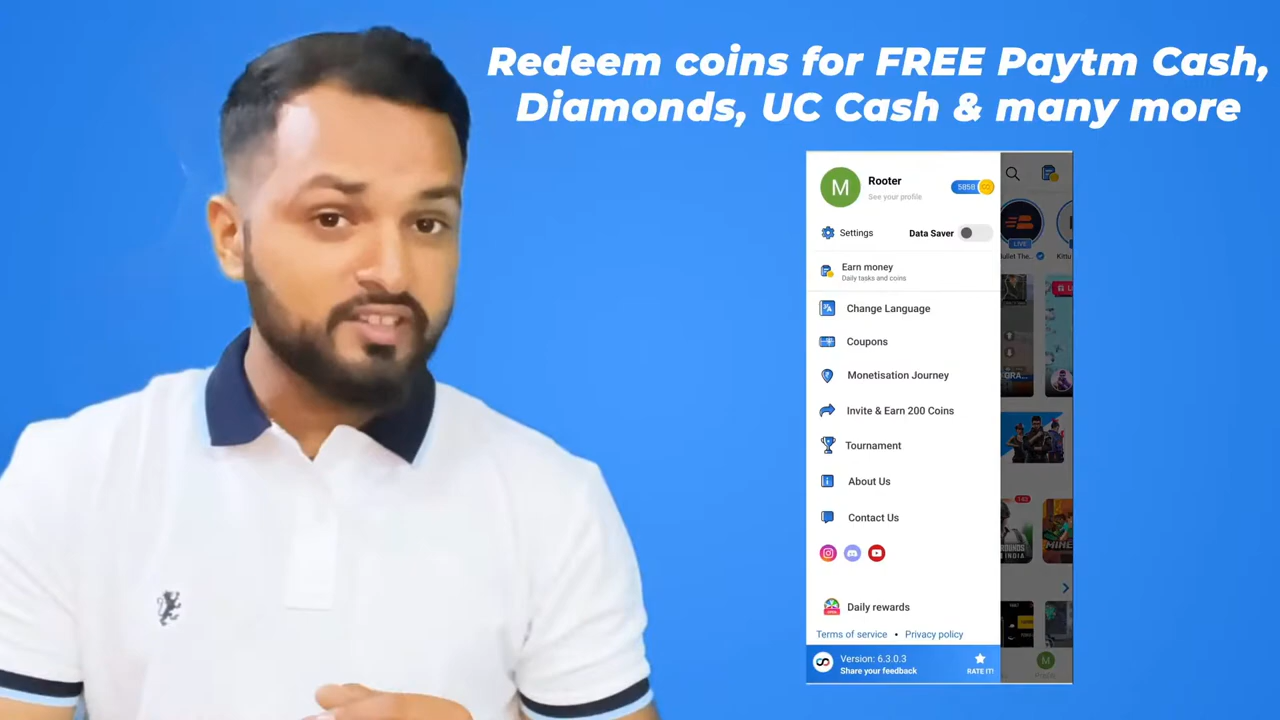 Redeem coins for FREE Paytm Cash,
Diamonds, UC Cash & many more
M
Rooter
See your profile
5858
Settings
Data Saver
Earn money
Daily tasks and coins
Change Language
Coupons
Monetisation Journey
Invite & Earn 200 Coins
Tournament
About Us
Contact Us
Daily rewards
Terms of service • Privacy policy
Version: 6.3.0.3
Share your feedback
RATE IT!
LIVE
143
M